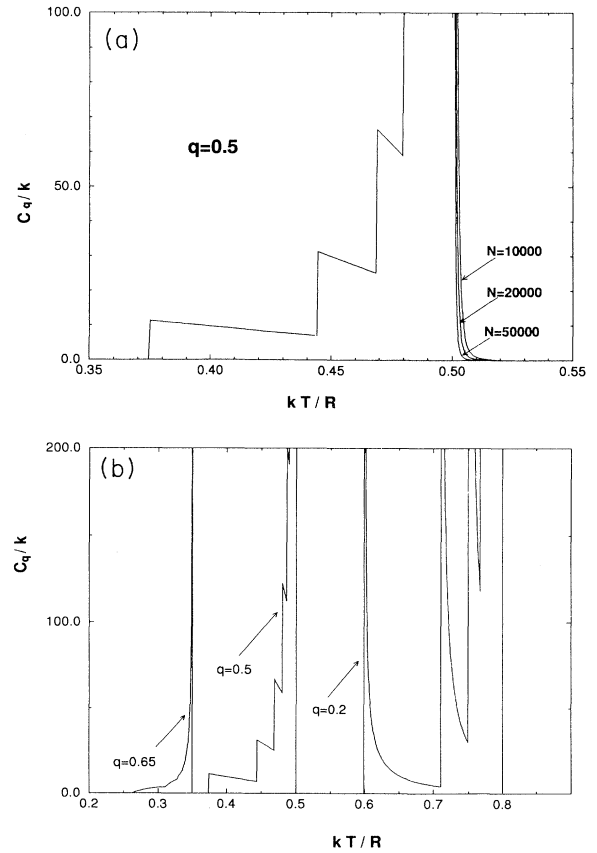 (a)
100.0
q=0.5
50.0
C q / k
N=10000
N=20000
N=50000
0.0
0.35 0.40 0.45 0.50 0.55
k T / R
(b)
200.0
Cq / k
100.0
q=0.5
q=0.2
q=0.65
0.0
0.2 0.3 0.4 0.5 0.6 0.7 0.8
k T / R